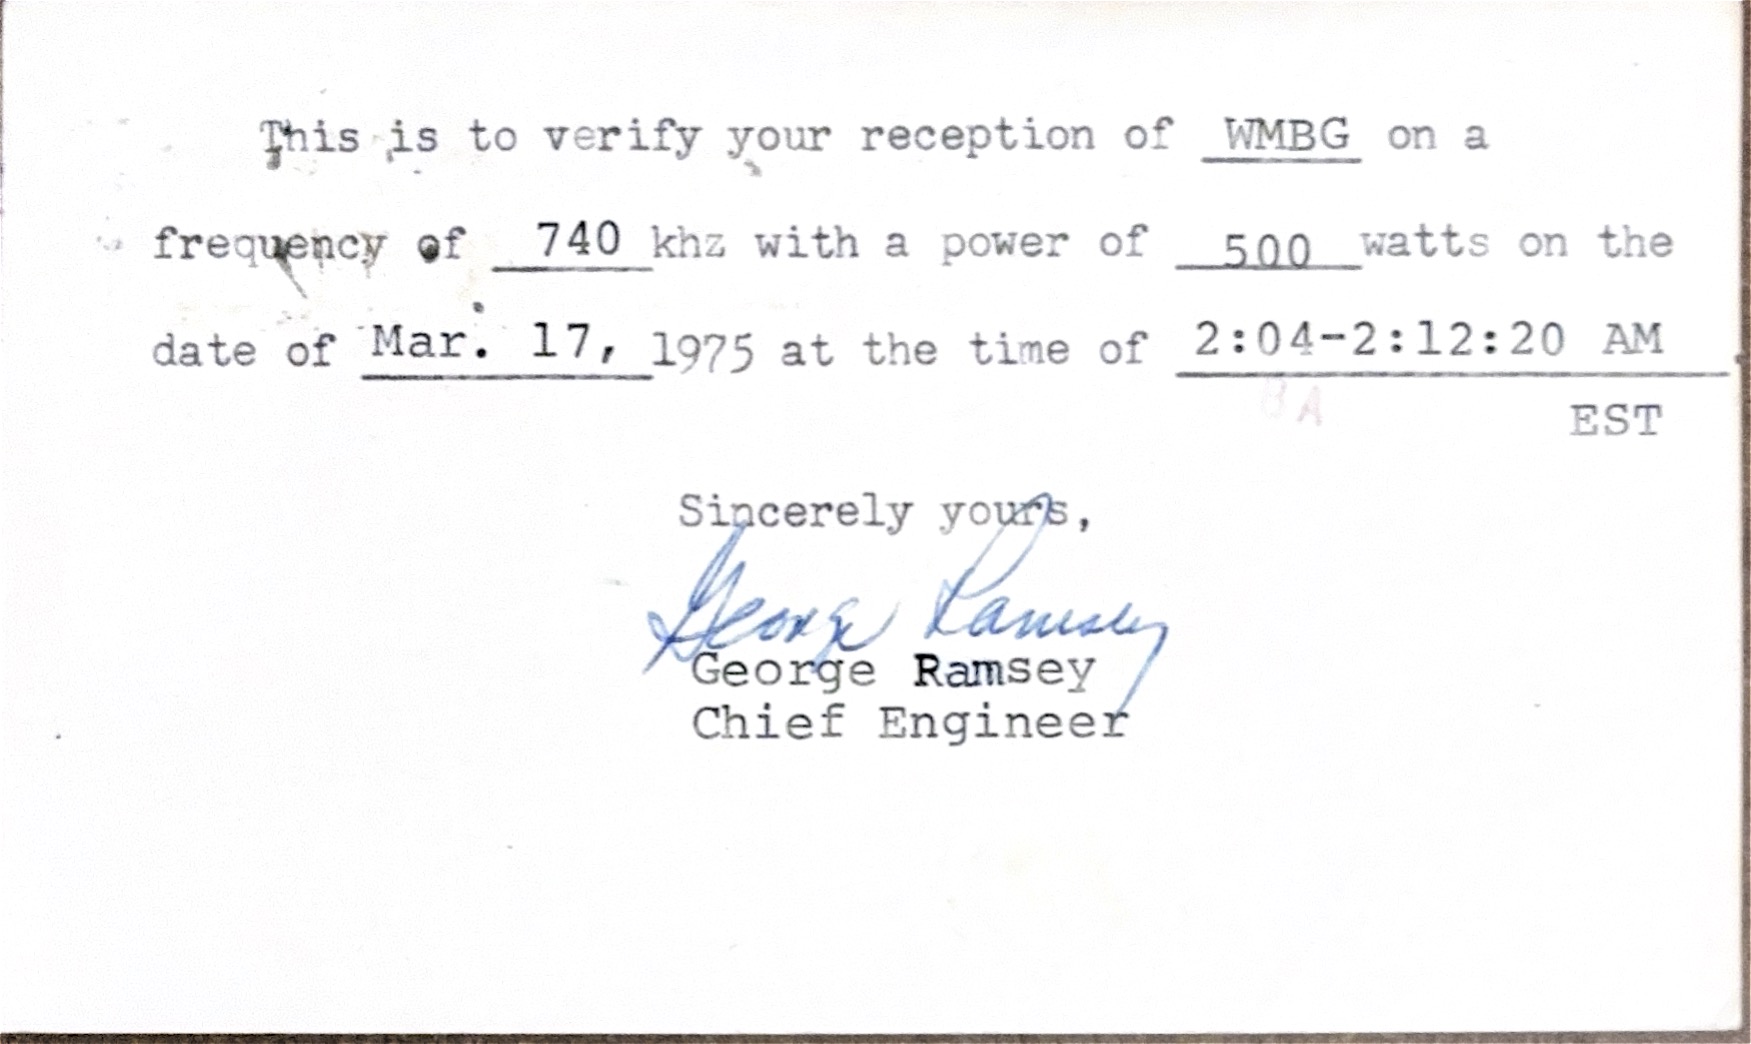 This is to verify your reception of WMBG on a
frequency of 740 khz with a power of 500 watts on the
date of Mar. 17, 1975 at the time of 2:04-2:12:20 AM
EST
Sincerely yours,
George Ramsey
George Ramsey
Chief Engineer